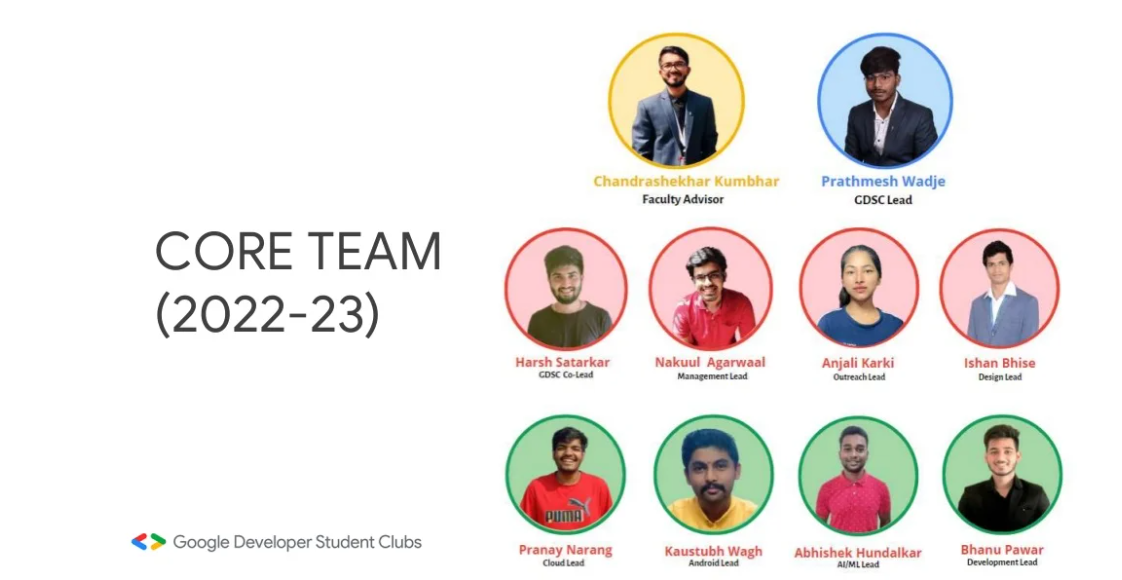 CORE TEAM
(2022-23)
Google Developer Student Clubs
Chandrashekhar Kumbhar
Faculty Advisor
Prathmesh Wadje
GDSC Lead
Harsh Satarkar
GDSC Co-Lead
Nakuul Agarwaal
Management Lead
Anjali Karki
Outreach Lead
Ishan Bhise
Design Lead
PUMA
Pranay Narang
Cloud Lead
Kaustubh Wagh
Android Lead
Abhishek Hundalkar
AI/ML Lead
Bhanu Pawar
Development Lead